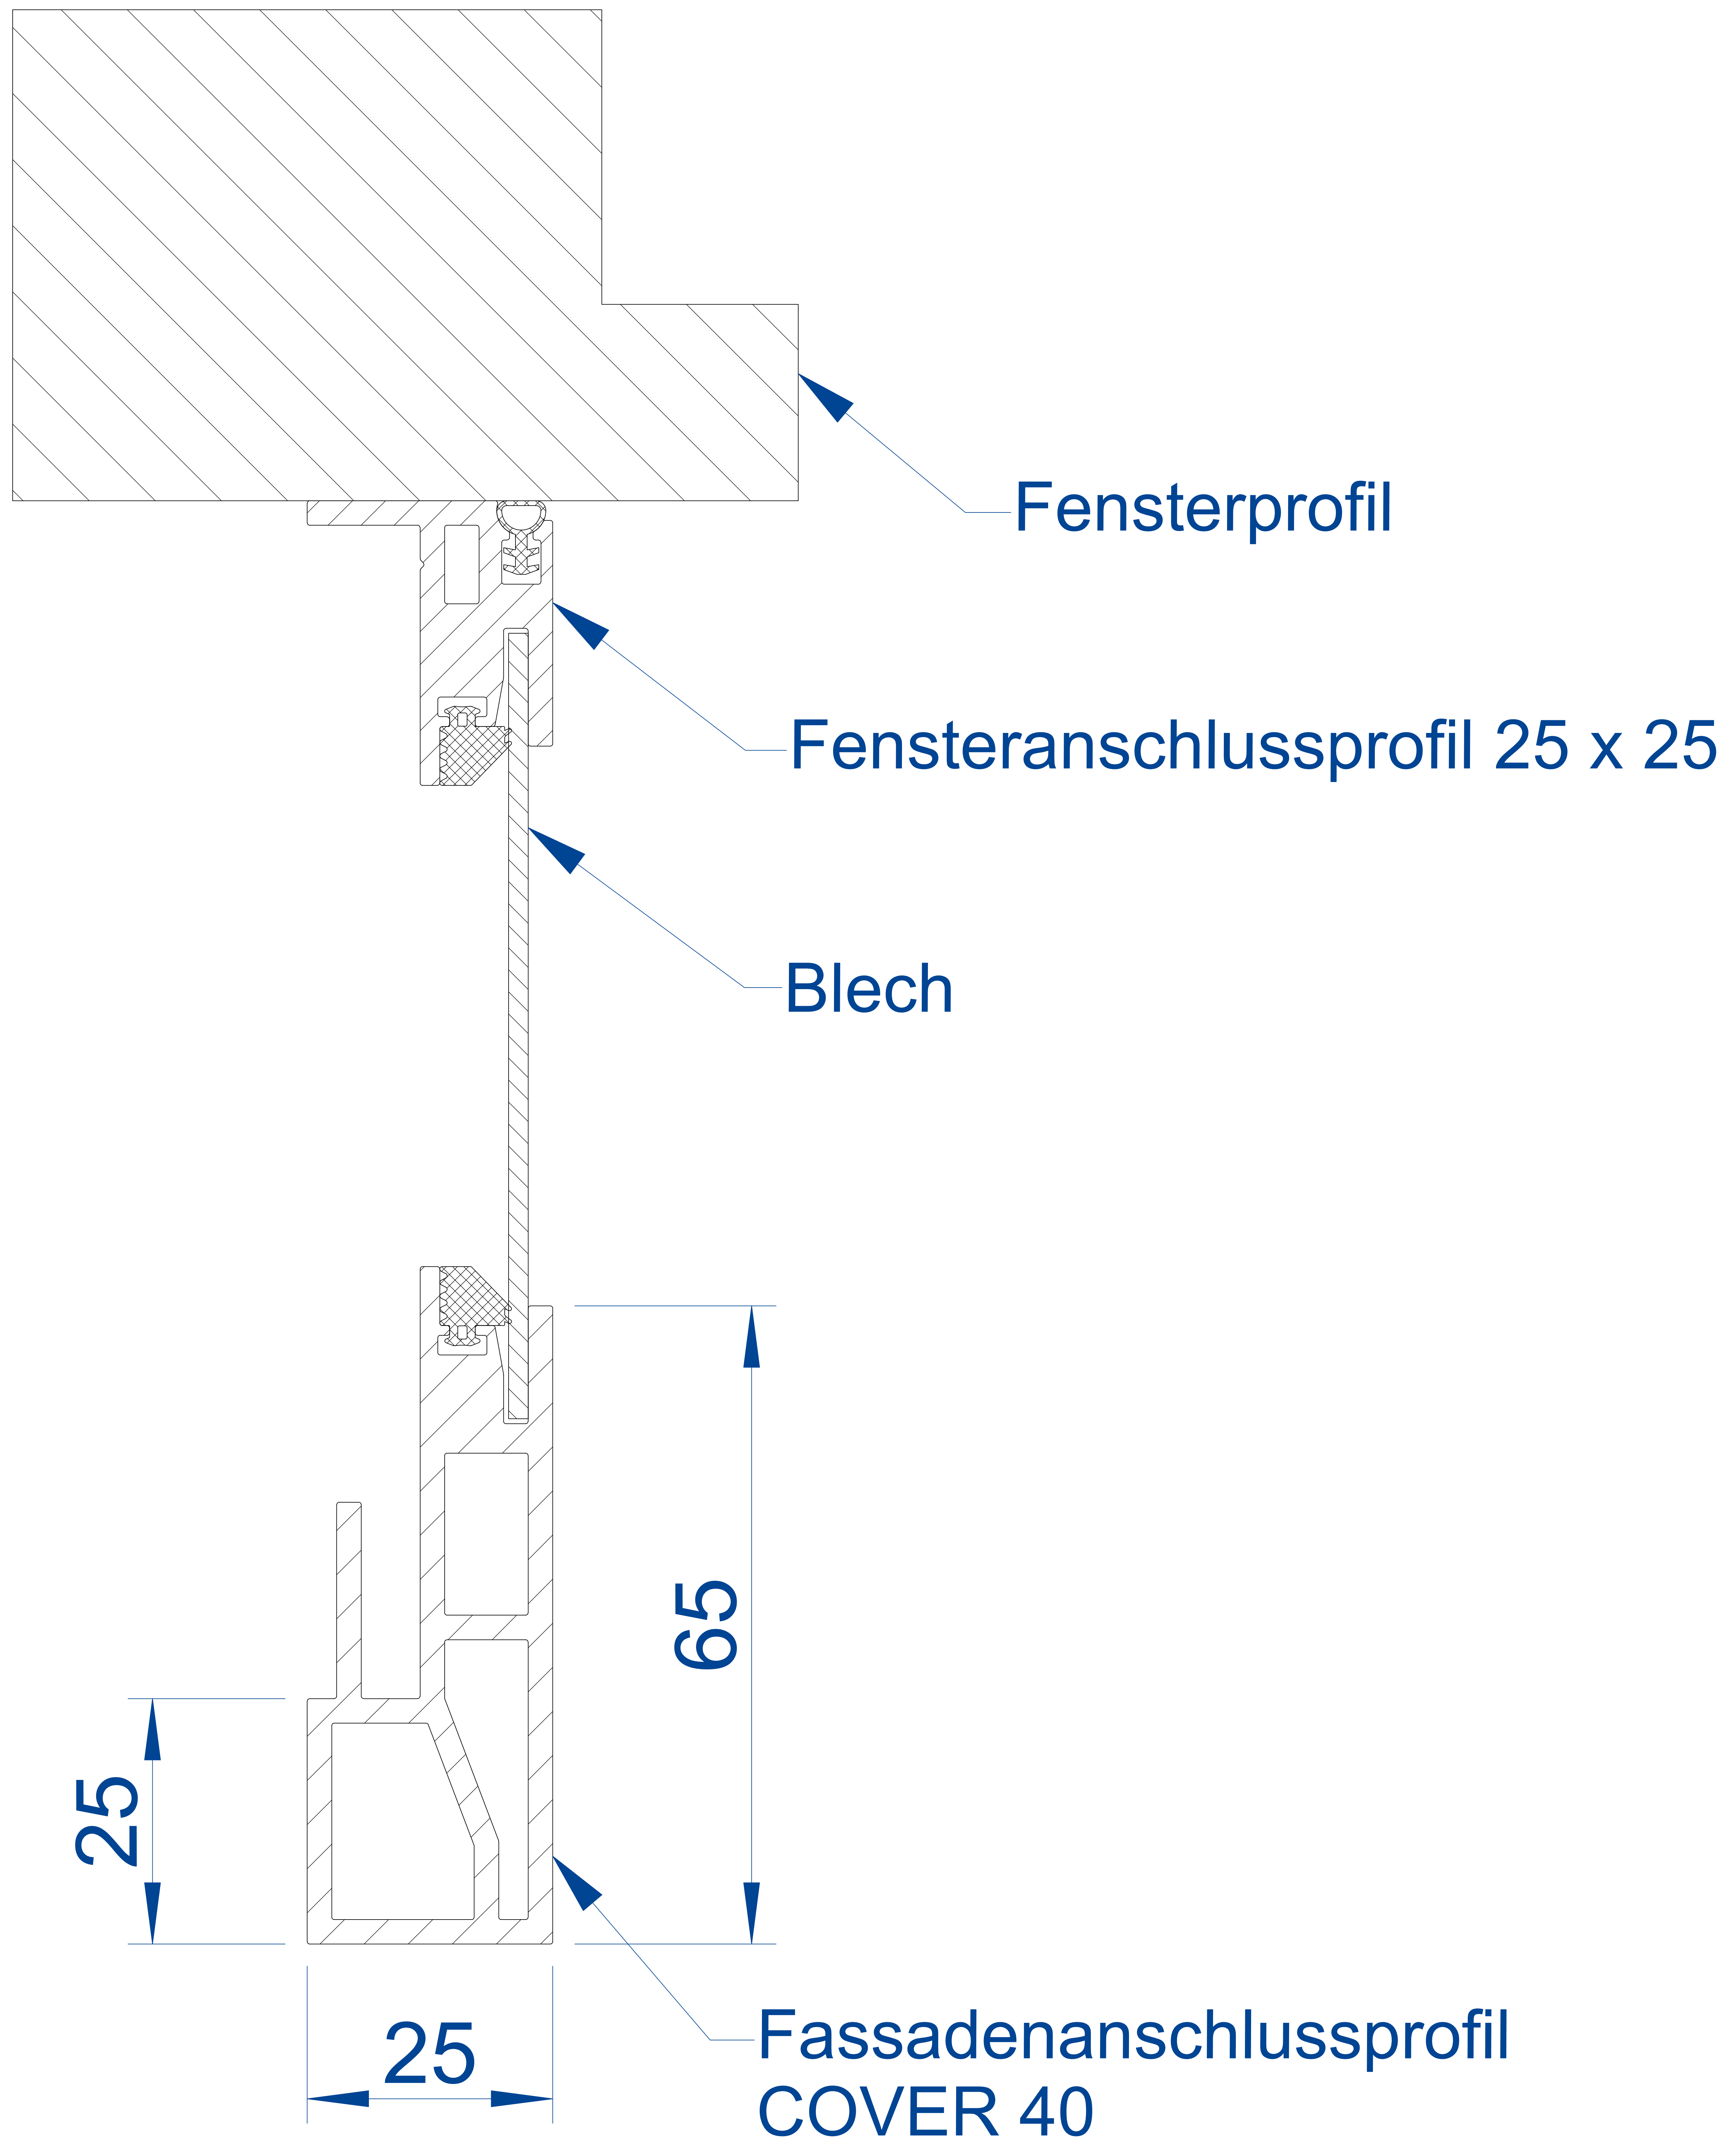 Fensterprofil
Fensteranschlussprofil 25 x 25
Blech
65
25
25
Fassadenanschlussprofil
COVER 40